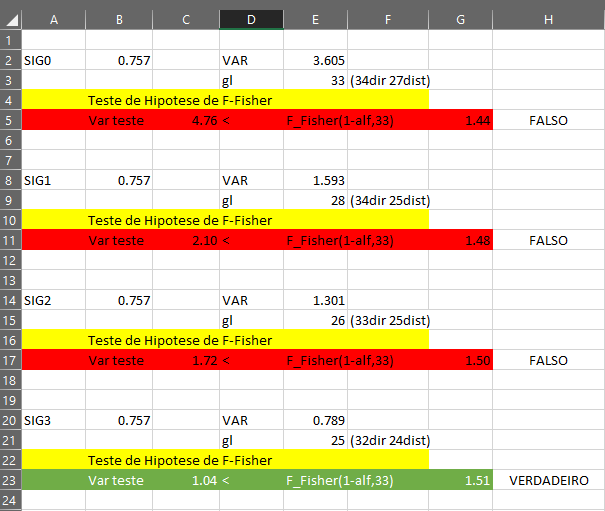 A B C D E F G H
1
2 SIG0 0.757 VAR 3.605
3 gl 33 (34dir 27dist)
4 Teste de Hipotese de F-Fisher
5 Var teste 4.76 < F_Fisher(1-alf,33) 1.44 FALSO
6
7
8 SIG1 0.757 VAR 1.593
9 gl 28 (34dir 25dist)
10 Teste de Hipotese de F-Fisher
11 Var teste 2.10 < F_Fisher(1-alf,33) 1.48 FALSO
12
13
14 SIG2 0.757 VAR 1.301
15 gl 26 (33dir 25dist)
16 Teste de Hipotese de F-Fisher
17 Var teste 1.72 < F_Fisher(1-alf,33) 1.50 FALSO
18
19
20 SIG3 0.757 VAR 0.789
21 gl 25 (32dir 24dist)
22 Teste de Hipotese de F-Fisher
23 Var teste 1.04 < F_Fisher(1-alf,33) 1.51 VERDADEIRO
24